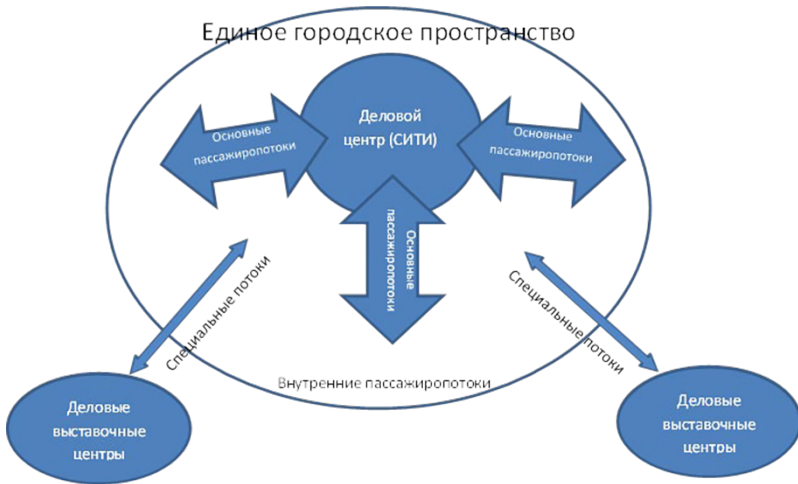 Единое городское пространство
Деловой
центр (СИТИ)
Основные
пассажиропотоки
Основные
пассажиропотоки
Основные
пассажиропотоки
Специальные потоки
Специальные потоки
Внутренние пассажиропотоки
Деловые
выставочные
центры
Деловые
выставочные
центры